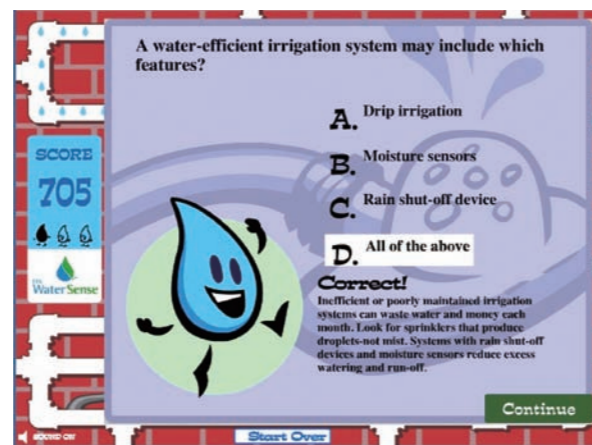 A water-efficient irrigation system may include which
features?
A. Drip irrigation
B. Moisture sensors
C. Rain shut-off device
D. All of the above
Correct!
Inefficient or poorly maintained irrigation
systems can waste water and money each
month. Look for sprinklers that produce
droplets-not mist. Systems with rain shut-off
devices and moisture sensors reduce excess
watering and run-off.
SCORE
705
EPA
WaterSense
Continue
SOUND ON
Start Over